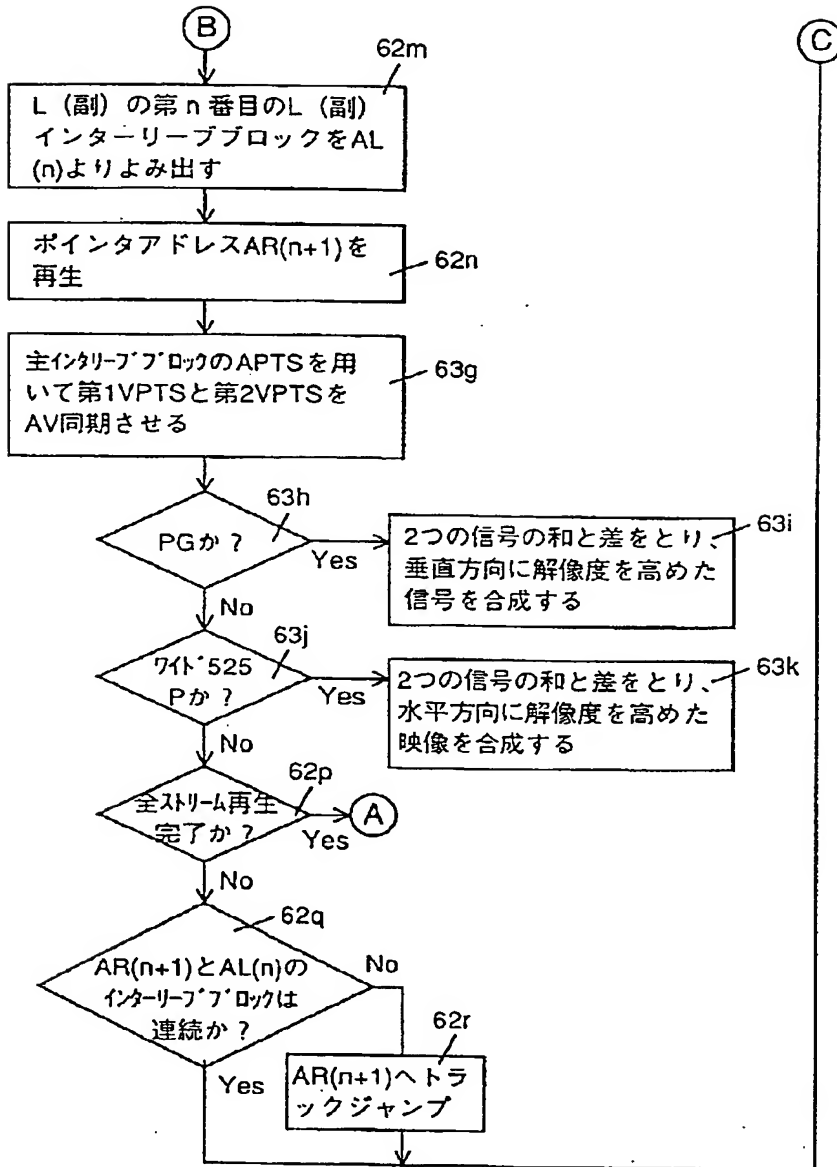 B
C
62m
L（副）の第n番目のL（副）
インターリーブブロックをAL
(n)よりよみ出す
ポインタアドレスAR(n+1)を
再生
62n
主ｲﾝﾀﾘｰﾌﾞﾌﾞﾛｯｸのAPTSを用
いて第1VPTSと第2VPTSを
AV同期させる
63g
63h
PGか？
Yes
No
2つの信号の和と差をとり、
垂直方向に解像度を高めた
信号を合成する
63i
63j
ﾜｲﾄﾞ525
Pか？
Yes
No
2つの信号の和と差をとり、
水平方向に解像度を高めた
映像を合成する
63k
62p
全ｽﾄﾘｰﾑ再生
完了か？
Yes
A
No
62q
AR(n+1)とAL(n)の
ｲﾝﾀｰﾘｰﾌﾞﾌﾞﾛｯｸは
連続か？
No
Yes
62r
AR(n+1)へトラ
ックジャンプ